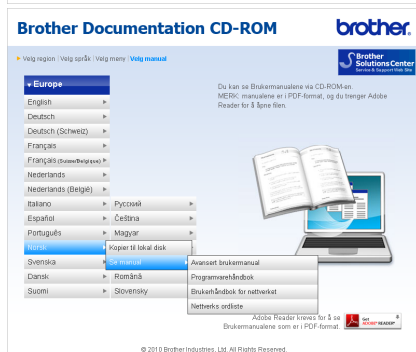 Brother Documentation CD-ROM
brother
Velg region | Velg språk | Velg meny | Velg manual
Brother
Solutions Center
Service & Support Web Site
Europe
Du kan se Brukermanualene via CD-ROM-en.
MERK: manualene er i PDF-format, og du trenger Adobe
Reader for å åpne filen.
English
Deutsch
Deutsch (Schweiz)
Français
Français (Suisse/Belgique)
Nederlands
Nederlands (België)
Italiano
Русский
Español
Čeština
Português
Magyar
Norsk
Kopier til lokal disk
Svenska
Se manual
Avansert brukermanual
Dansk
Română
Programvarehåndbok
Suomi
Slovensky
Brukerhåndbok for nettverket
Nettverks ordliste
Adobe Reader kreves for å se
Brukermanualene som er i PDF-format.
Get
ADOBE® READER®
© 2010 Brother Industries, Ltd. All Rights Reserved.